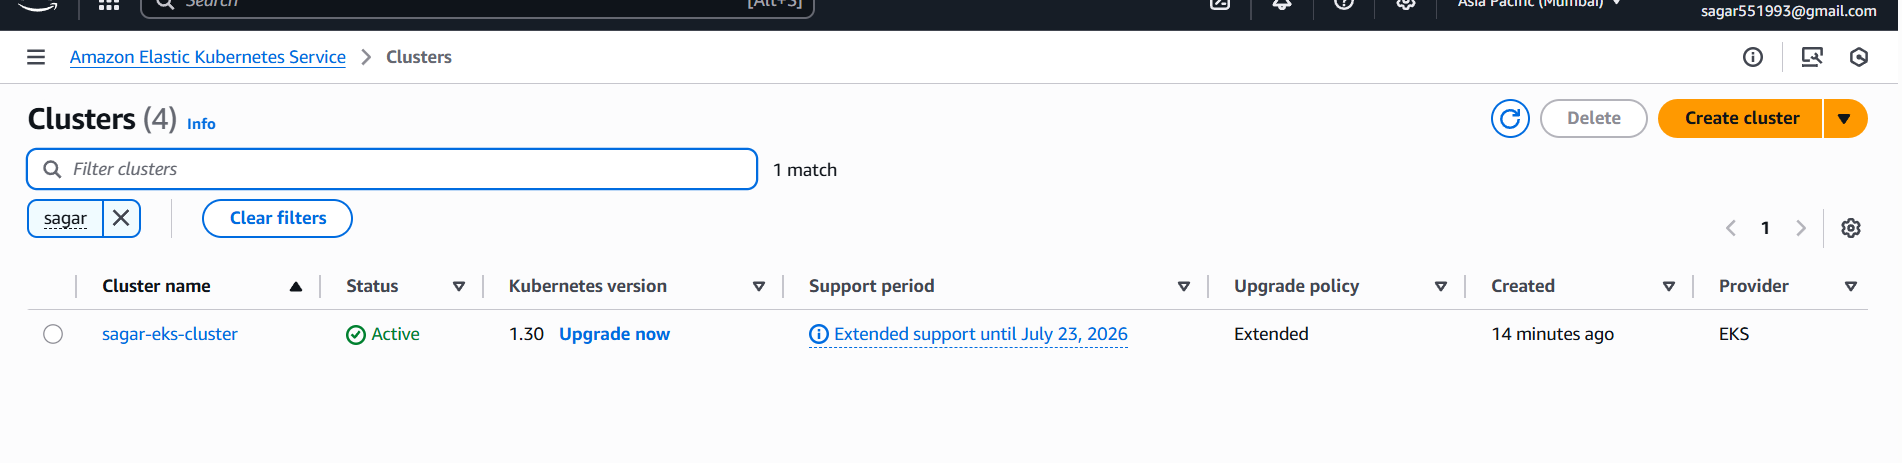 Search [Alt+S] Asia Pacific (Mumbai)
sagar551993@gmail.com
Amazon Elastic Kubernetes Service Clusters
Clusters (4) Info
Delete Create cluster
Filter clusters 1 match
sagar Clear filters
1
Cluster name Status Kubernetes version Support period Upgrade policy Created Provider
sagar-eks-cluster Active 1.30 Upgrade now Extended support until July 23, 2026 Extended 14 minutes ago EKS